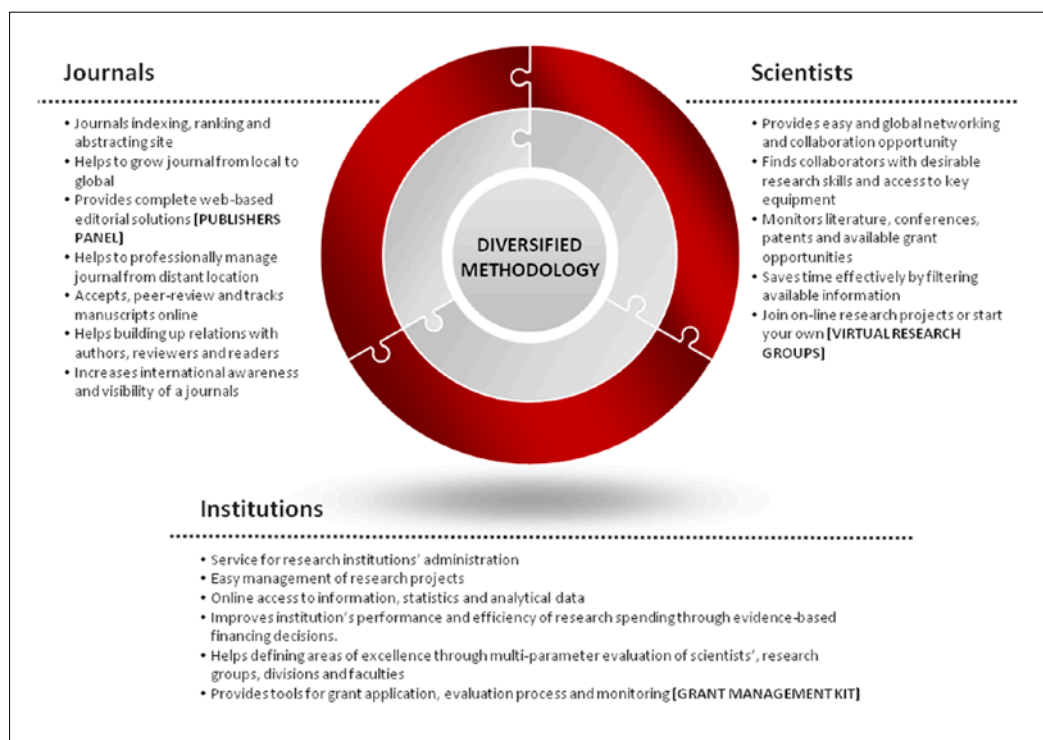 Journals
• Journals indexing, ranking and
abstracting site
• Helps to grow journal from local to
global
• Provides complete web-based
editorial solutions [PUBLISHERS
PANEL]
• Helps to professionally manage
journal from distant location
• Accepts, peer-review and tracks
manuscripts online
• Helps building up relations with
authors, reviewers and readers
• Increases international awareness
and visibility of a journals
DIVERSIFIED
METHODOLOGY
Scientists
• Provides easy and global networking
and collaboration opportunity
• Finds collaborators with desirable
research skills and access to key
equipment
• Monitors literature, conferences,
patents and available grant
opportunities
• Saves time effectively by filtering
available information
• Join on-line research projects or start
your own [VIRTUAL RESEARCH
GROUPS]
Institutions
• Service for research institutions' administration
• Easy management of research projects
• Online access to information, statistics and analytical data
• Improves institution's performance and efficiency of research spending through evidence-based
financing decisions.
• Helps defining areas of excellence through multi-parameter evaluation of scientists', research
groups, divisions and faculties
• Provides tools for grant application, evaluation process and monitoring [GRANT MANAGEMENT KIT]